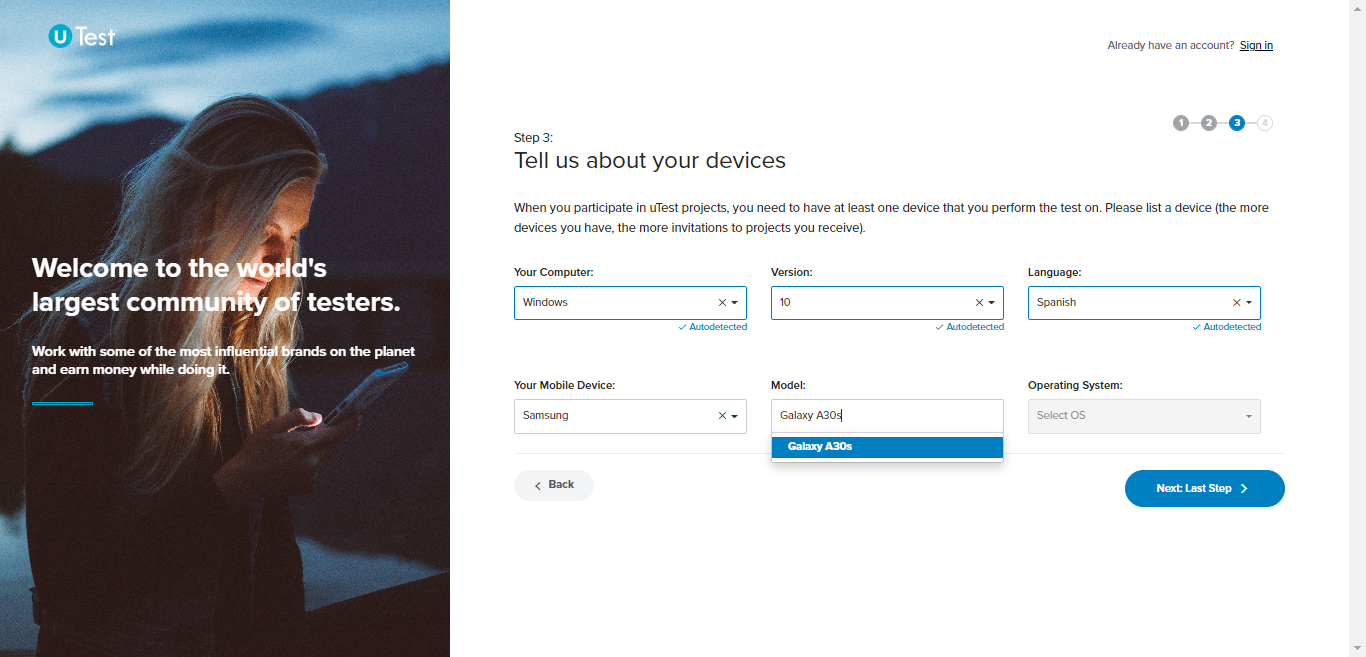 uTest
Already have an account? Sign in
1 2 3 4
Step 3:
Tell us about your devices
When you participate in uTest projects, you need to have at least one device that you perform the test on. Please list a device (the more
devices you have, the more invitations to projects you receive).
Welcome to the world's
largest community of testers.
Work with some of the most influential brands on the planet
and earn money while doing it.
Your Computer: Version: Language:
Windows 10 Spanish
Autodetected Autodetected Autodetected
Your Mobile Device: Model: Operating System:
Samsung Galaxy A30s Select OS
Galaxy A30s
Back
Next: Last Step